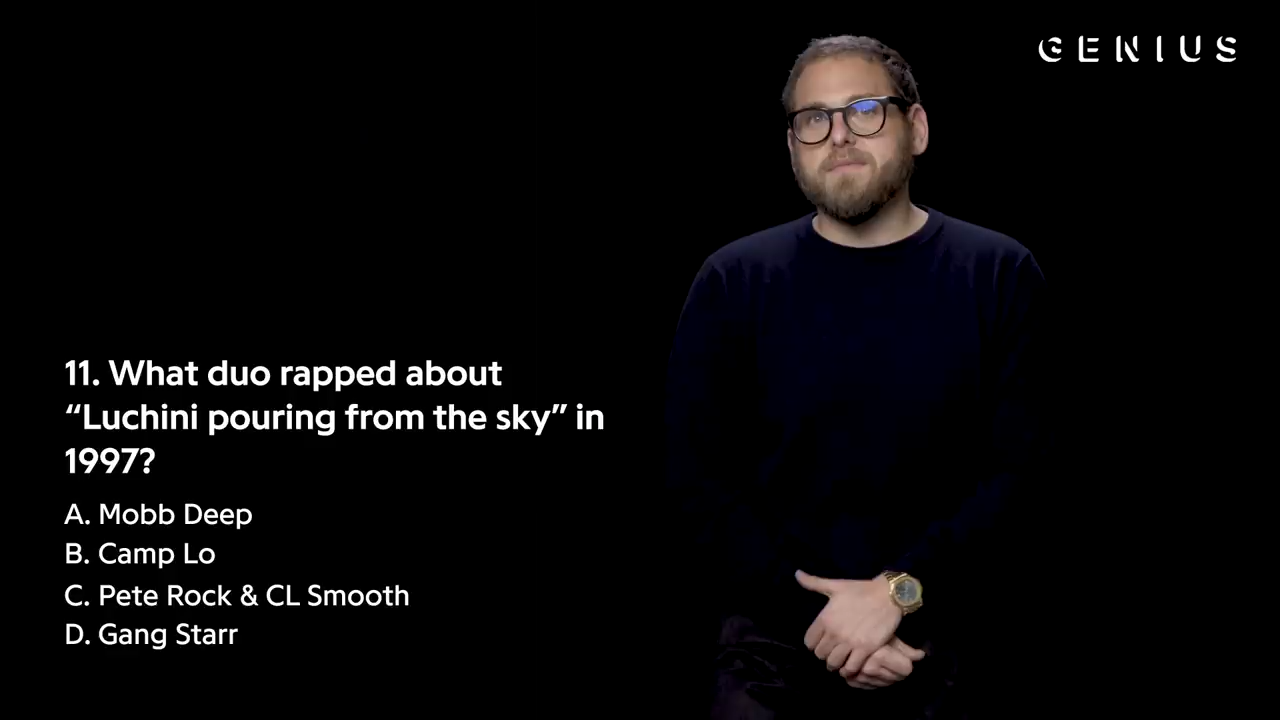 GENIUS
11. What duo rapped about
“Luchini pouring from the sky” in
1997?
A. Mobb Deep
B. Camp Lo
C. Pete Rock & CL Smooth
D. Gang Starr